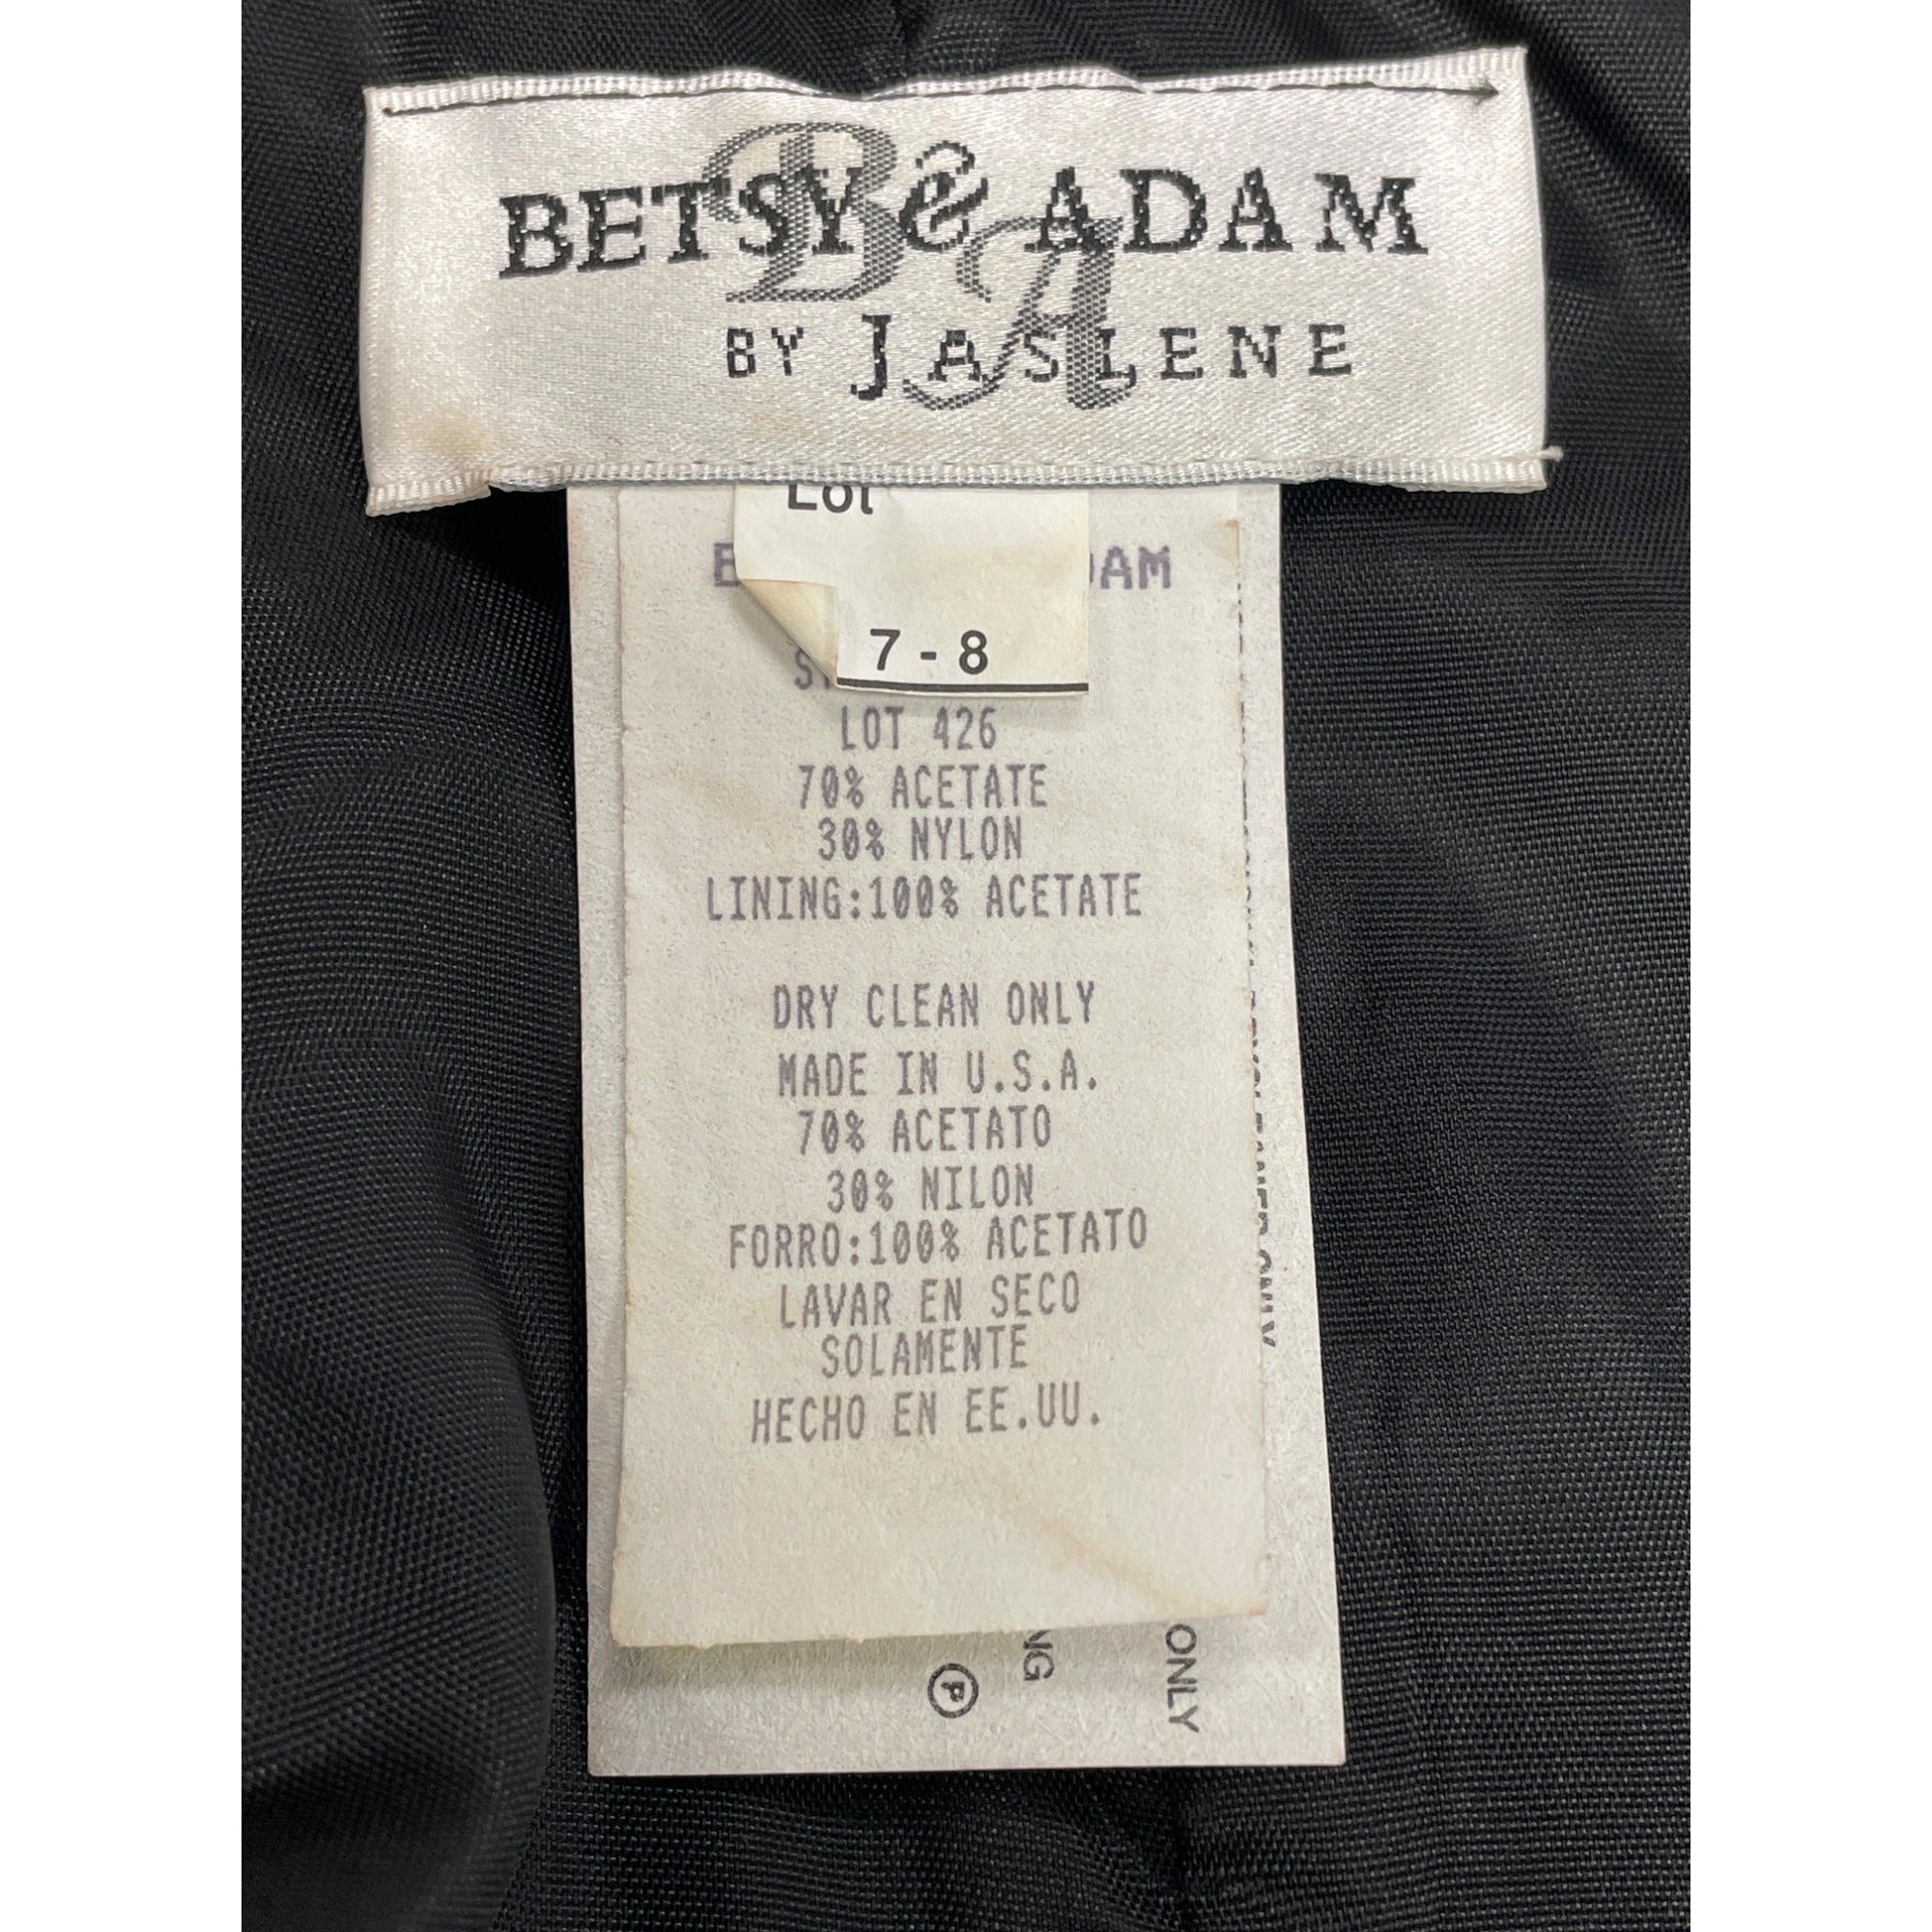 BETSY & ADAM
BA
BY JASLENE
Lot
7 - 8
LOT 426
70% ACETATE
30% NYLON
LINING:100% ACETATE
DRY CLEAN ONLY
MADE IN U.S.A.
70% ACETATO
30% NILON
FORRO:100% ACETATO
LAVAR EN SECO
SOLAMENTE
HECHO EN EE.UU.
ONLY
P